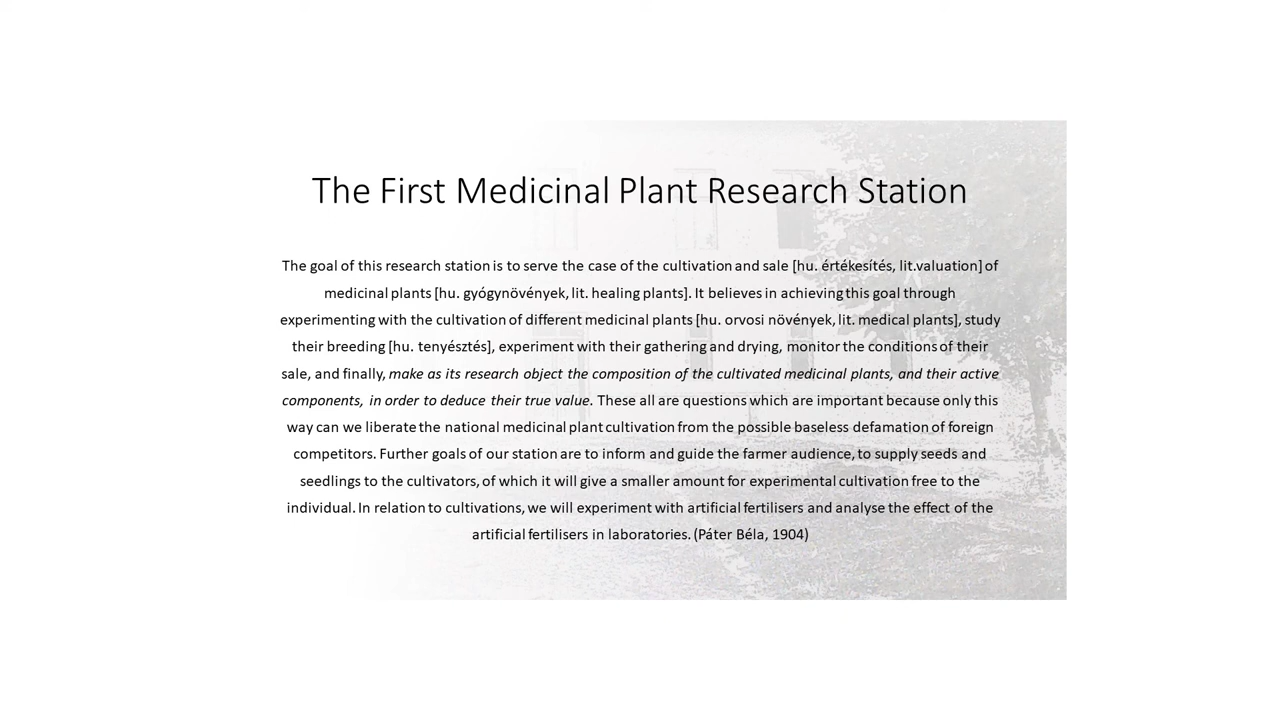 The First Medicinal Plant Research Station
The goal of this research station is to serve the case of the cultivation and sale [hu. értékesítés, lit.valuation] of
medicinal plants [hu. gyógynövények, lit. healing plants]. It believes in achieving this goal through
experimenting with the cultivation of different medicinal plants [hu. orvosi növények, lit. medical plants], study
their breeding [hu. tenyésztés], experiment with their gathering and drying, monitor the conditions of their
sale, and finally, make as its research object the composition of the cultivated medicinal plants, and their active
components, in order to deduce their true value. These all are questions which are important because only this
way can we liberate the national medicinal plant cultivation from the possible baseless defamation of foreign
competitors. Further goals of our station are to inform and guide the farmer audience, to supply seeds and
seedlings to the cultivators, of which it will give a smaller amount for experimental cultivation free to the
individual. In relation to cultivations, we will experiment with artificial fertilisers and analyse the effect of the
artificial fertilisers in laboratories. (Páter Béla, 1904)